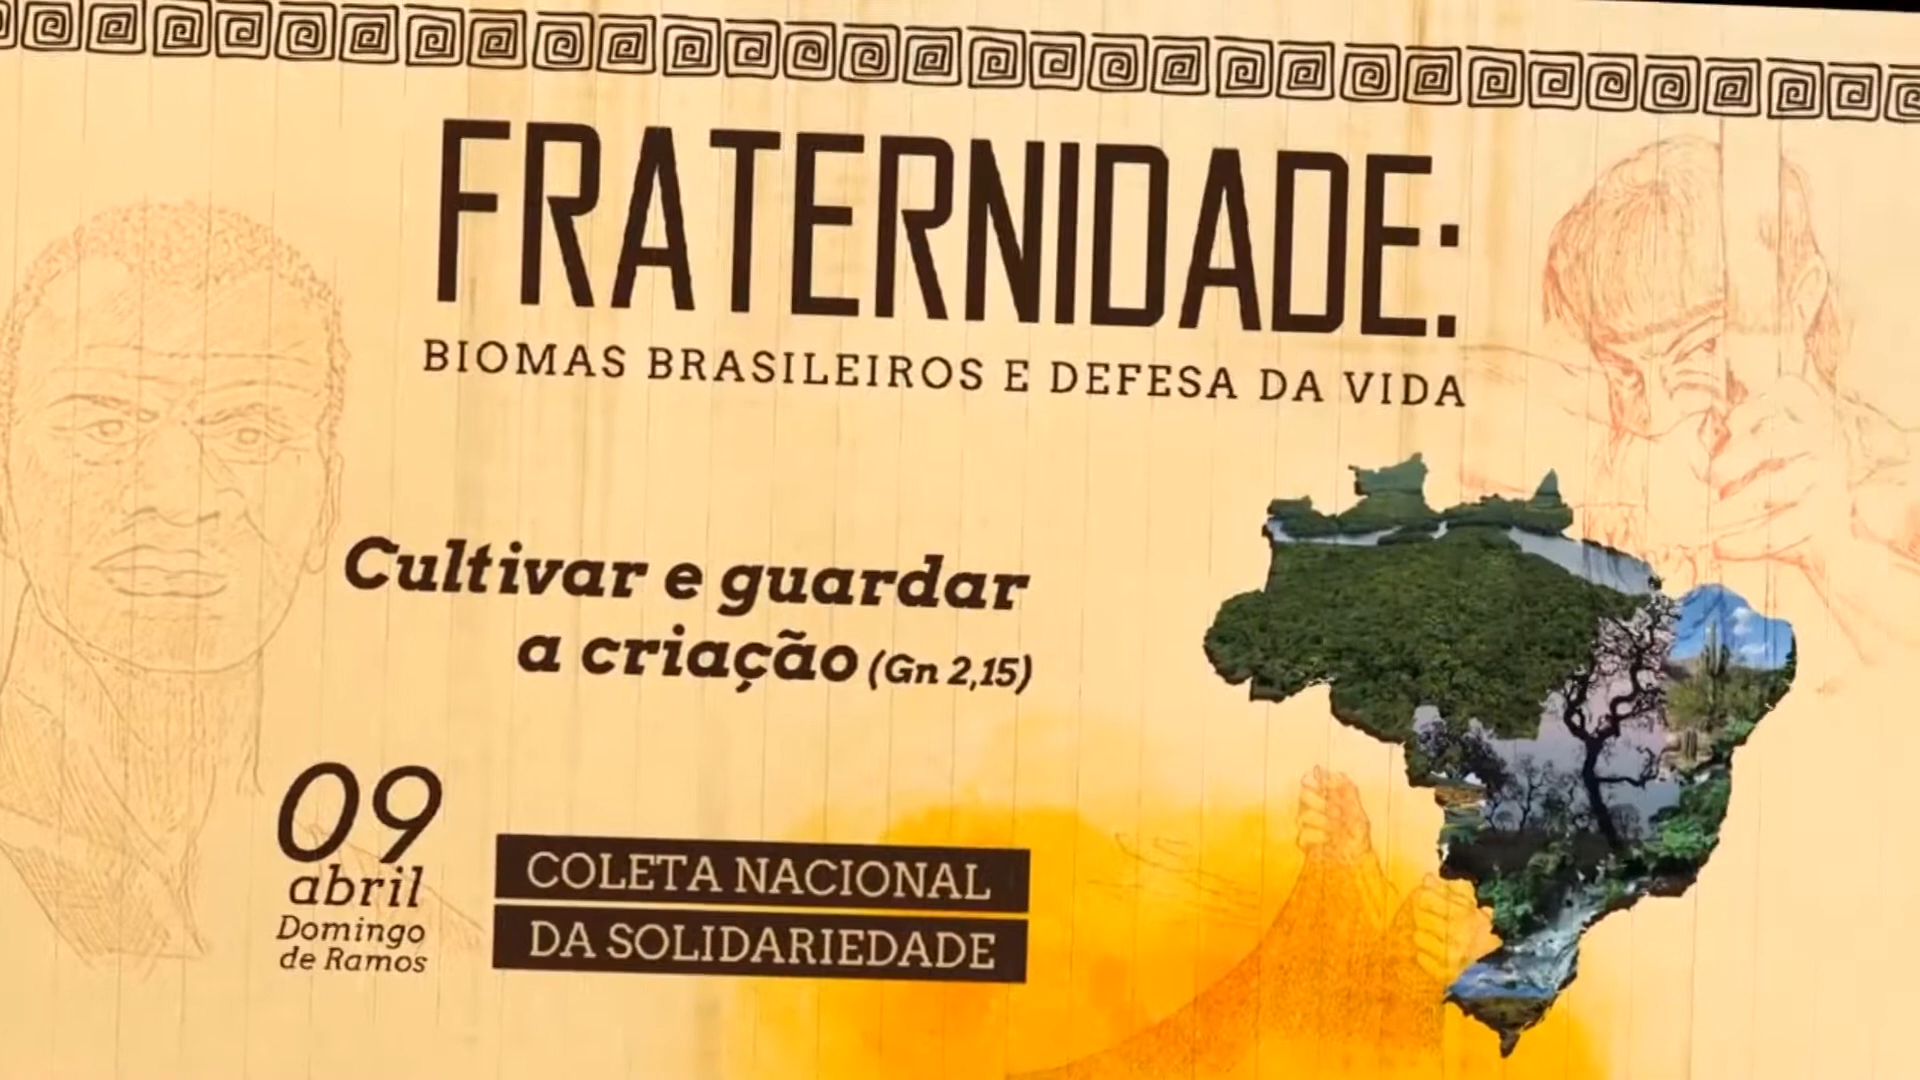 FRATERNIDADE:
BIOMAS BRASILEIROS E DEFESA DA VIDA
Cultivar e guardar
a criação (Gn 2,15)
09
abril
Domingo
de Ramos
COLETA NACIONAL
DA SOLIDARIEDADE